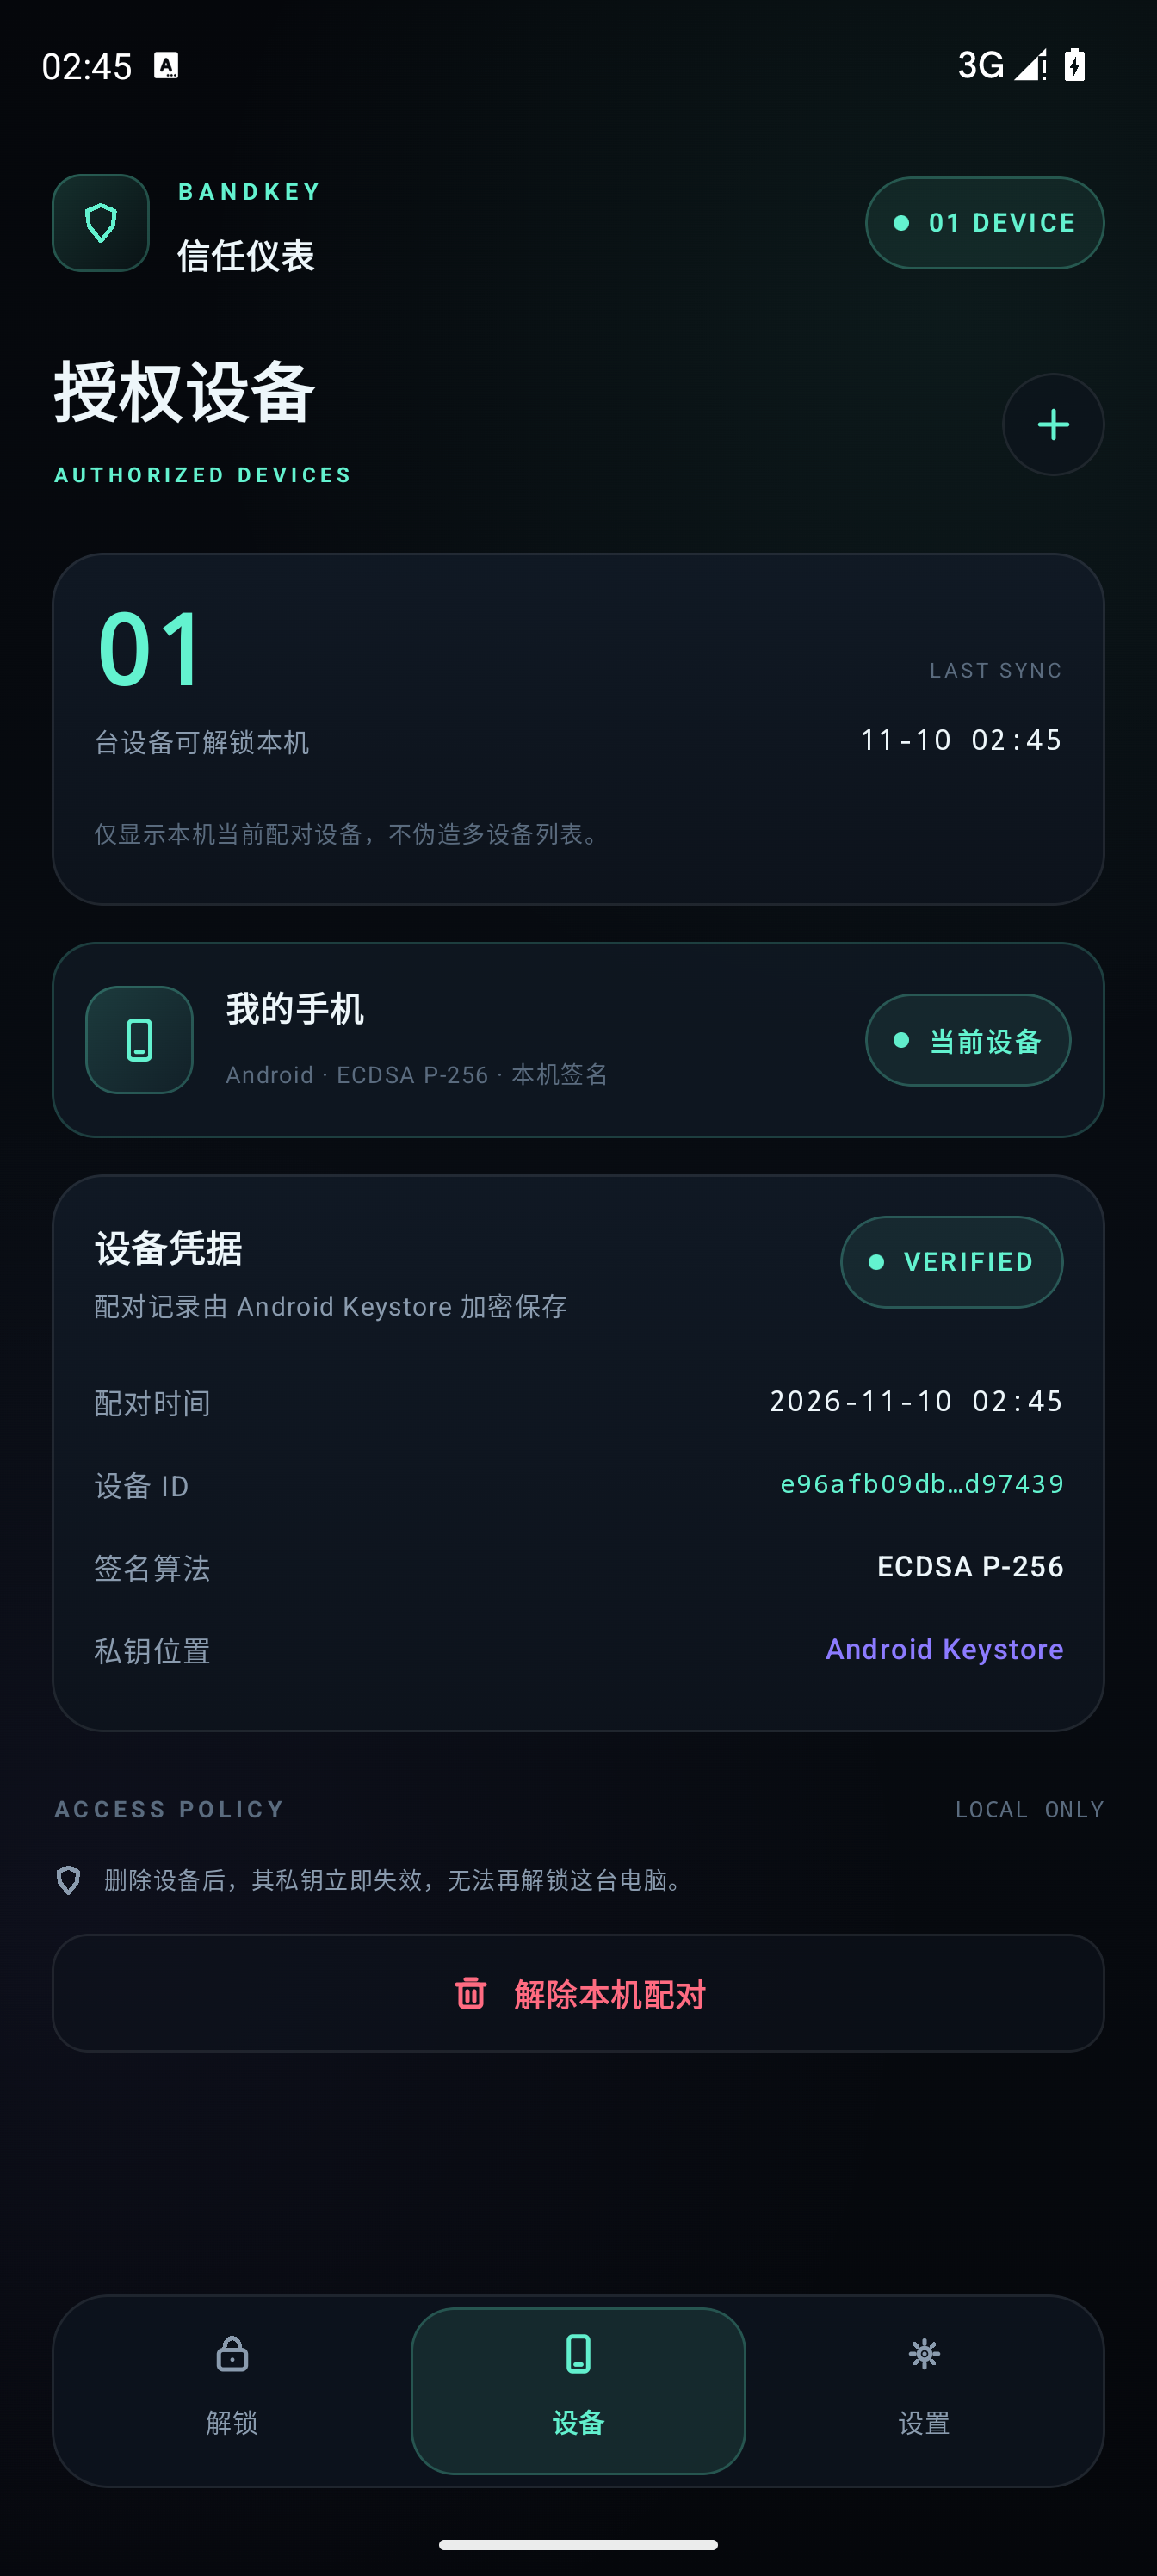 02:45
3G
BANDKEY
信任仪表
01 DEVICE
授权设备
AUTHORIZED DEVICES
01
LAST SYNC
台设备可解锁本机
11-10 02:45
仅显示本机当前配对设备，不伪造多设备列表。
我的手机
Android · ECDSA P-256 · 本机签名
当前设备
设备凭据
VERIFIED
配对记录由 Android Keystore 加密保存
配对时间
2026-11-10 02:45
设备 ID
e96afb09db…d97439
签名算法
ECDSA P-256
私钥位置
Android Keystore
ACCESS POLICY
LOCAL ONLY
删除设备后，其私钥立即失效，无法再解锁这台电脑。
解除本机配对
解锁
设备
设置